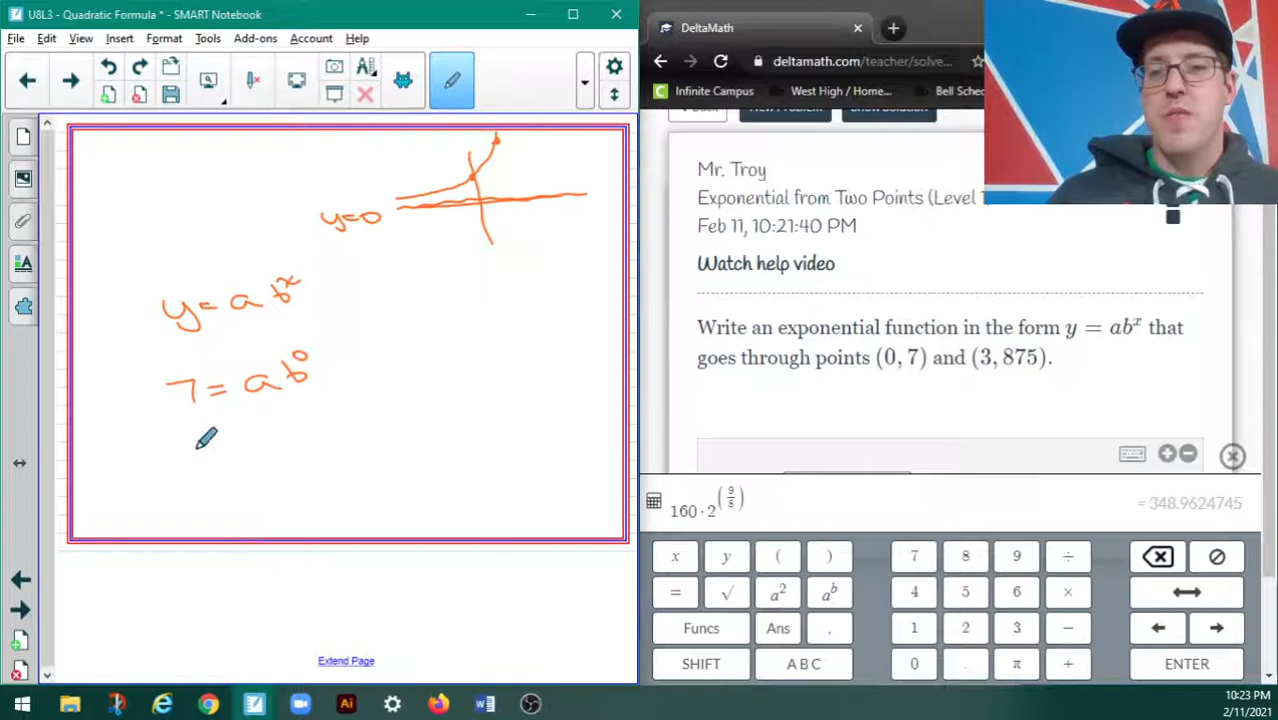 U8L3 - Quadratic Formula * - SMART Notebook
File Edit View Insert Format Tools Add-ons Account Help
y=0
y= a b^x
7= a b^0
Extend Page
DeltaMath
deltamath.com/teacher/solve...
Infinite Campus
West High / Home...
Bell Sche
Mr. Troy
Exponential from Two Points (Level 1
Feb 11, 10:21:40 PM
Watch help video
Write an exponential function in the form y = ab^x that
goes through points (0, 7) and (3, 875).
160 · 2^(9/8) = 348.9624745
x y ( ) 7 8 9 ÷
= √ a² a^b 4 5 6 ×
Funcs Ans , 1 2 3 −
SHIFT A B C 0 . π + ENTER
Ai
10:23 PM
2/11/2021